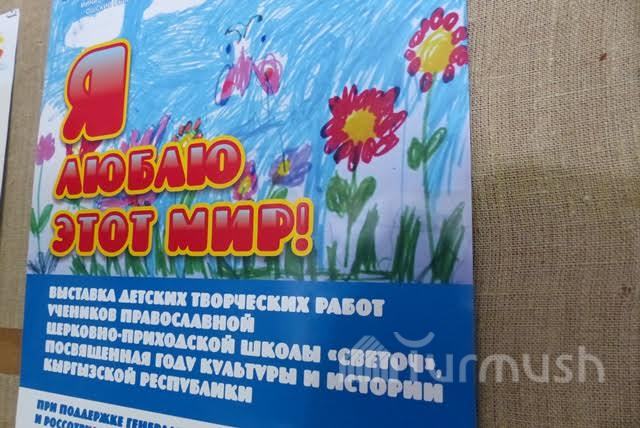 Я
ЛЮБЛЮ
ЭТОТ МИР!
ВЫСТАВКА ДЕТСКИХ ТВОРЧЕСКИХ РАБОТ
УЧЕНИКОВ ПРАВОСЛАВНОЙ
ЦЕРКОВНО-ПРИХОДСКОЙ ШКОЛЫ «СВЕТОЧ»,
ПОСВЯЩЕННАЯ ГОДУ КУЛЬТУРЫ И ИСТОРИИ
КЫРГЫЗСКОЙ РЕСПУБЛИКИ
ПРИ ПОДДЕРЖКЕ
И
Turmush